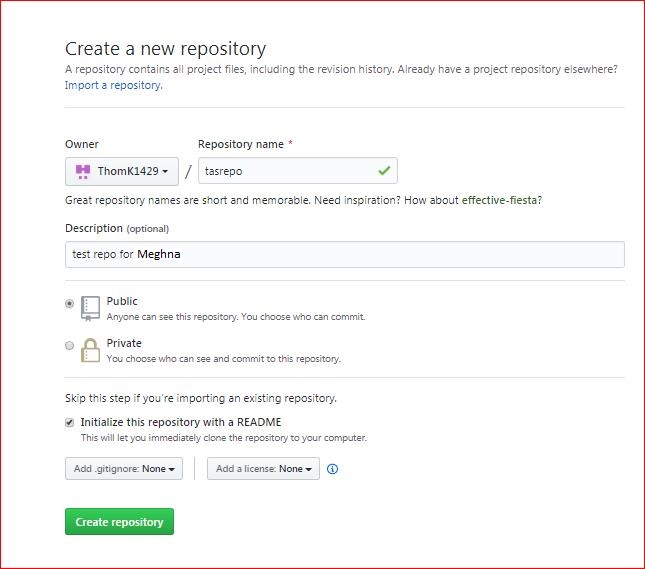 Create a new repository
A repository contains all project files, including the revision history. Already have a project repository elsewhere?
Import a repository.
Owner
Repository name *
ThomK1429 / tasrepo
Great repository names are short and memorable. Need inspiration? How about effective-fiesta?
Description (optional)
test repo for Meghna
Public
Anyone can see this repository. You choose who can commit.
Private
You choose who can see and commit to this repository.
Skip this step if you're importing an existing repository.
Initialize this repository with a README
This will let you immediately clone the repository to your computer.
Add .gitignore: None
Add a license: None
Create repository